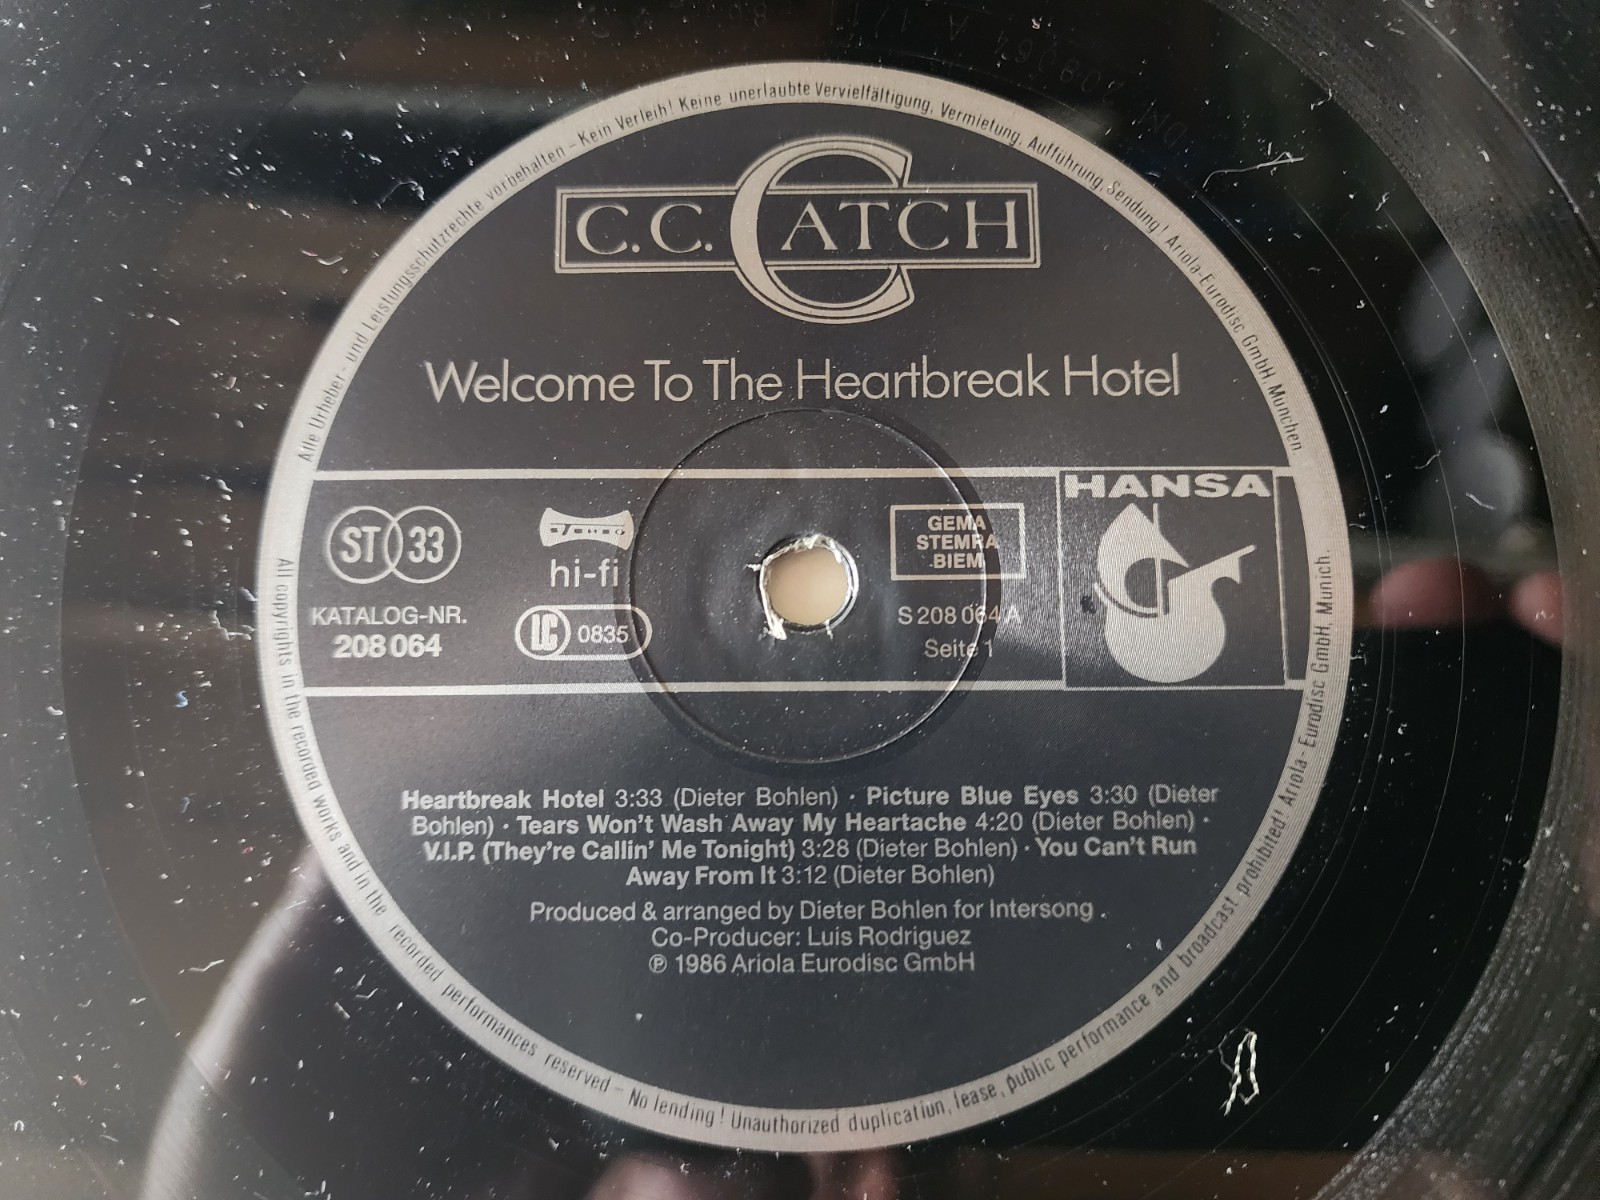 Alle Urheber- und Leistungsschutzrechte vorbehalten – Kein Verleih! Keine unerlaubte Vervielfältigung, Vermietung, Aufführung, Sendung! Ariola-Eurodisc GmbH, München.
C.C.CATCH
Welcome To The Heartbreak Hotel
HANSA
ST 33
STEREO
hi-fi
KATALOG-NR.
208 064
LC 0835
GEMA
STEMRA
BIEM
S 208 064 A
Seite 1
Heartbreak Hotel 3:33 (Dieter Bohlen) · Picture Blue Eyes 3:30 (Dieter
Bohlen) · Tears Won't Wash Away My Heartache 4:20 (Dieter Bohlen) ·
V.I.P. (They're Callin' Me Tonight) 3:28 (Dieter Bohlen) · You Can't Run
Away From It 3:12 (Dieter Bohlen)
Produced & arranged by Dieter Bohlen for Intersong .
Co-Producer: Luis Rodriguez
℗ 1986 Ariola Eurodisc GmbH
All copyrights in the recorded works and in the recorded performances reserved – No lending! Unauthorized duplication, lease, public performance and broadcast prohibited! Ariola - Eurodisc GmbH, Munich.